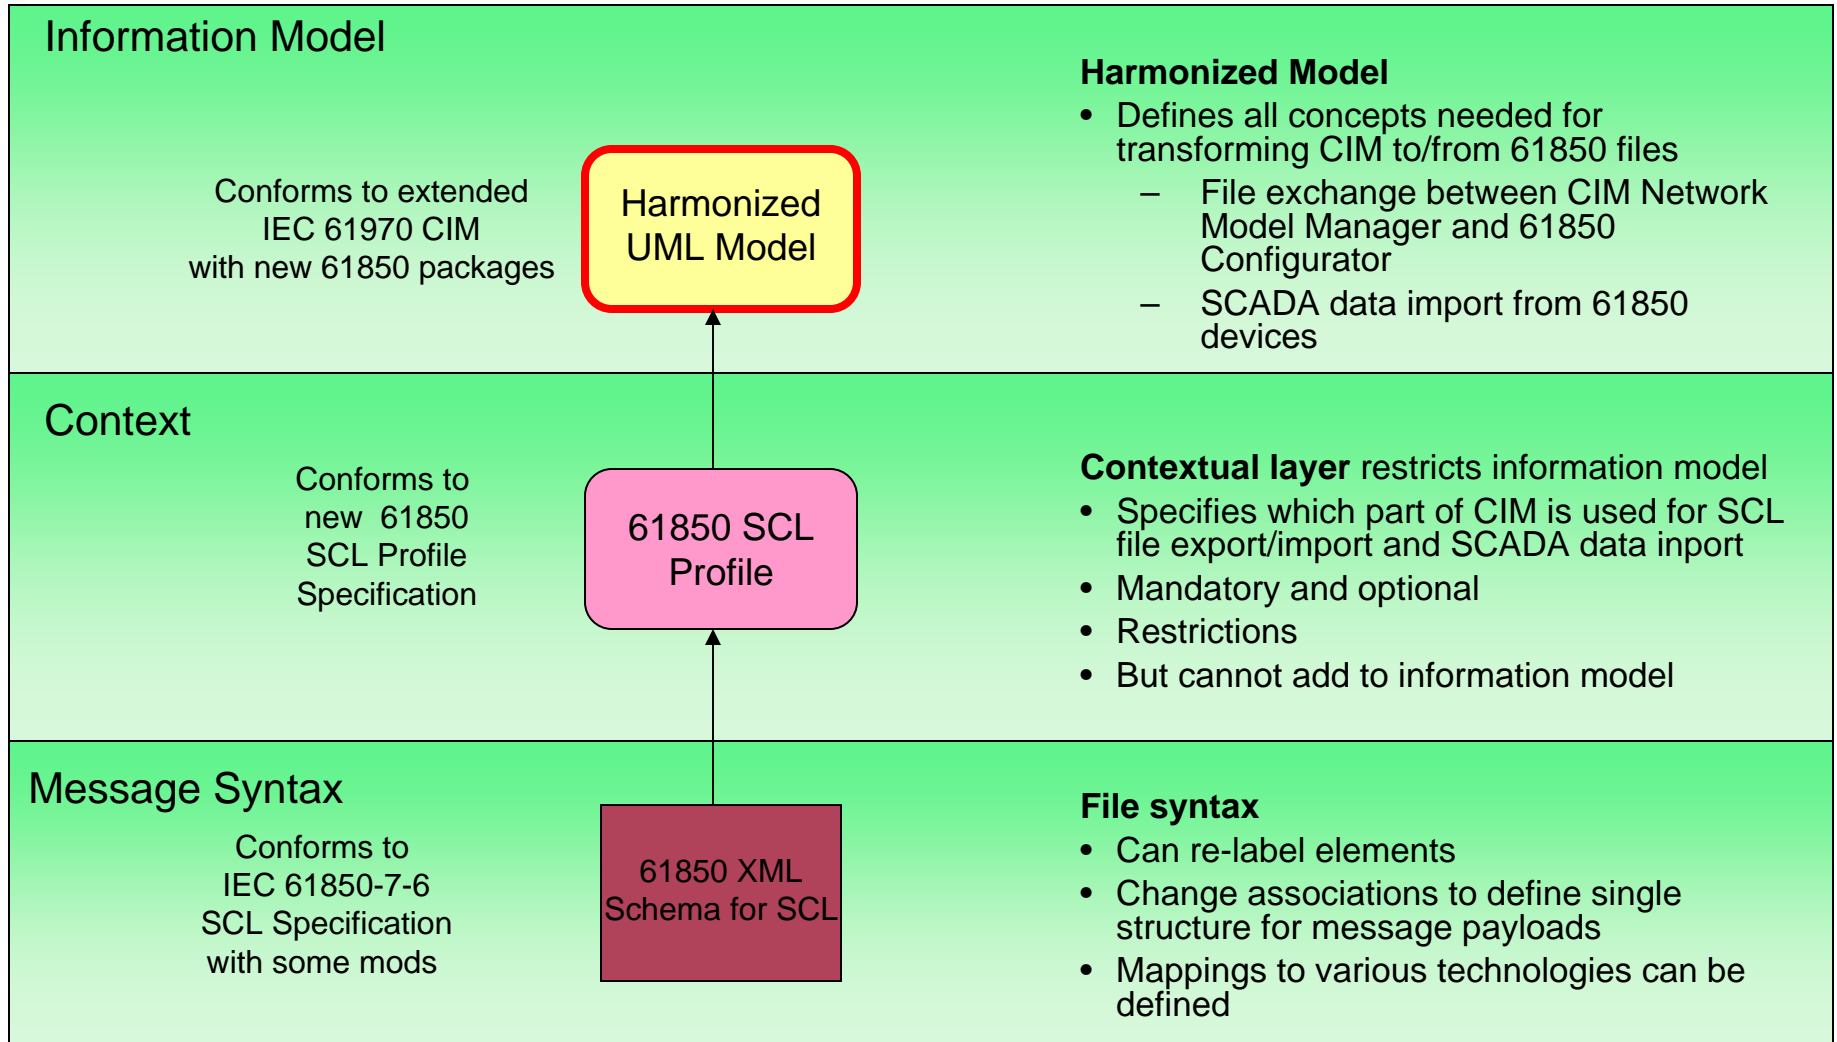 Information Model
Conforms to extended
IEC 61970 CIM
with new 61850 packages
Harmonized
UML Model
Harmonized Model
• Defines all concepts needed for
transforming CIM to/from 61850 files
– File exchange between CIM Network
Model Manager and 61850
Configurator
– SCADA data import from 61850
devices
Context
Conforms to
new 61850
SCL Profile
Specification
61850 SCL
Profile
Contextual layer restricts information model
• Specifies which part of CIM is used for SCL
file export/import and SCADA data inport
• Mandatory and optional
• Restrictions
• But cannot add to information model
Message Syntax
Conforms to
IEC 61850-7-6
SCL Specification
with some mods
61850 XML
Schema for SCL
File syntax
• Can re-label elements
• Change associations to define single
structure for message payloads
• Mappings to various technologies can be
defined